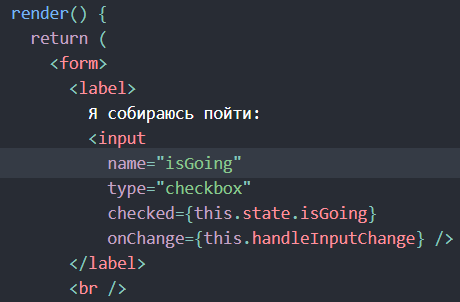 render() {
return (
<form>
<label>
Я собираюсь пойти:
<input
name="isGoing"
type="checkbox"
checked={this.state.isGoing}
onChange={this.handleInputChange} />
</label>
<br />